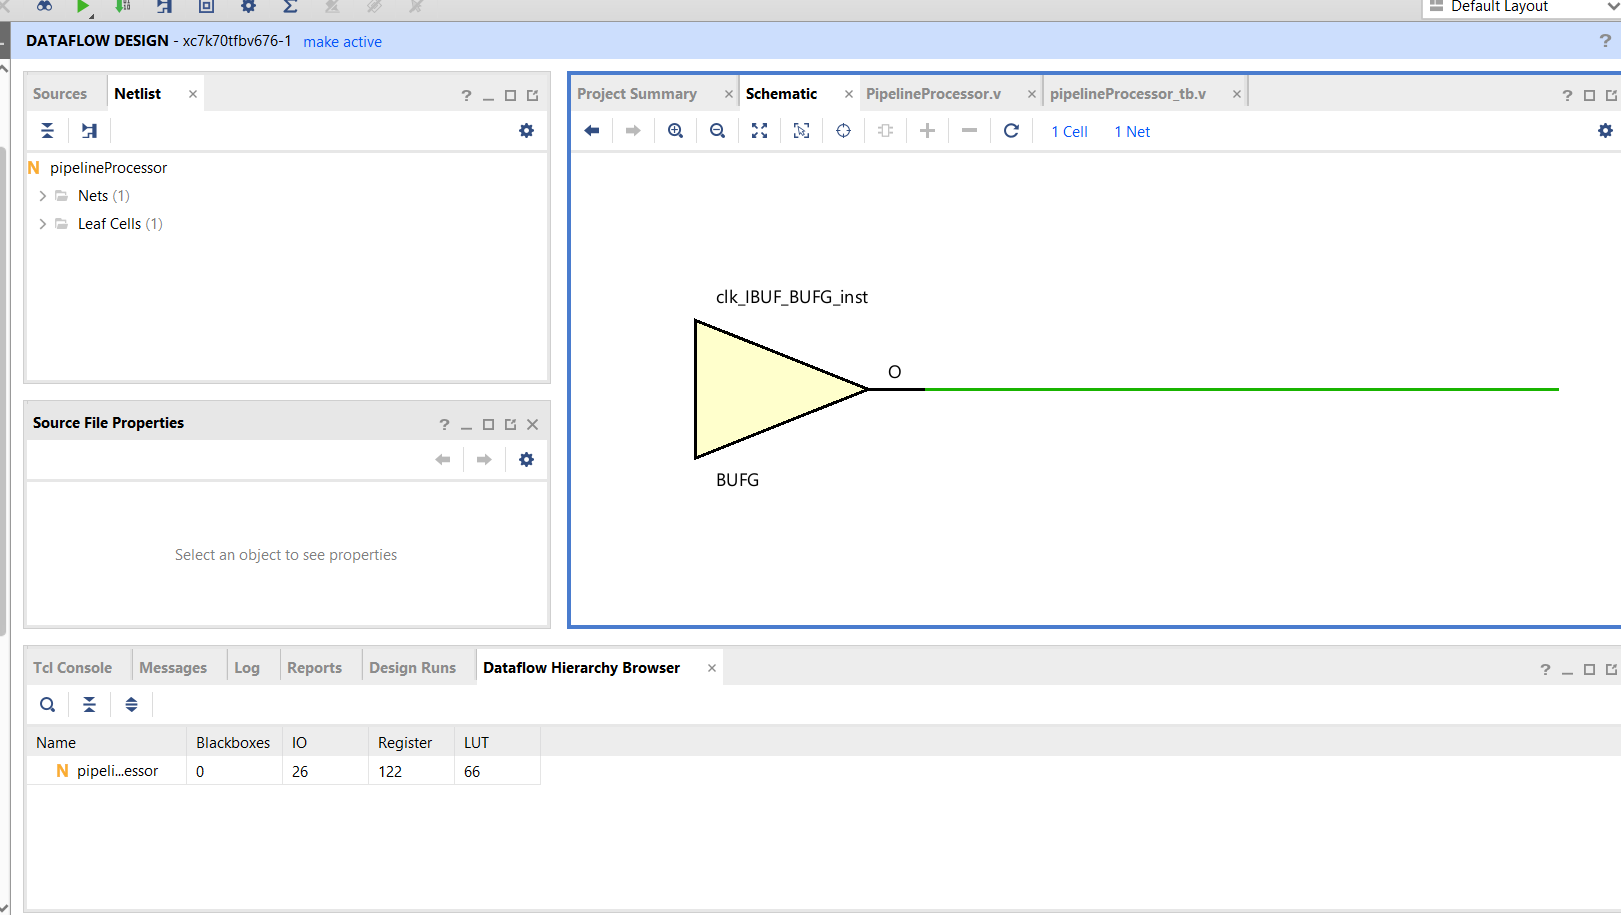 Default Layout
DATAFLOW DESIGN - xc7k70tfbv676-1 make active ?
Sources Netlist × ?
N pipelineProcessor
Nets (1)
Leaf Cells (1)
Source File Properties ? ×
Select an object to see properties
Project Summary × Schematic × PipelineProcessor.v × pipelineProcessor_tb.v × ?
1 Cell 1 Net
clk_IBUF_BUFG_inst
O
BUFG
Tcl Console Messages Log Reports Design Runs Dataflow Hierarchy Browser × ?
Name Blackboxes IO Register LUT
N pipeli...essor 0 26 122 66